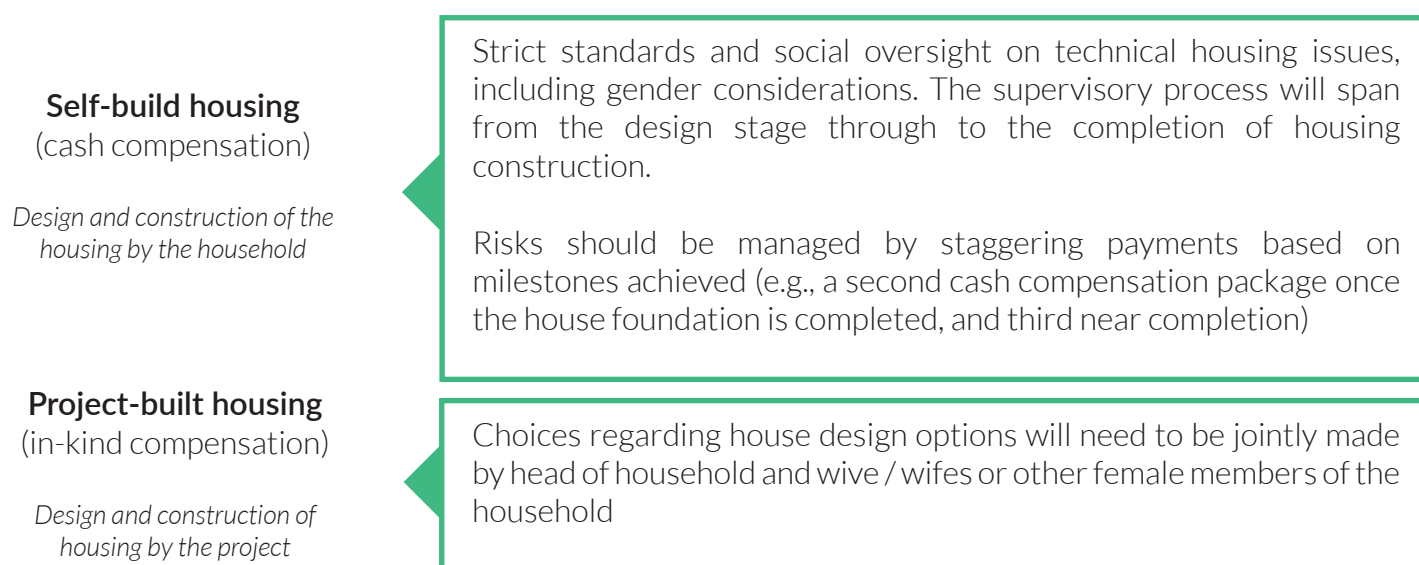 Self-build housing
(cash compensation)
Design and construction of the
housing by the household
Strict standards and social oversight on technical housing issues,
including gender considerations. The supervisory process will span
from the design stage through to the completion of housing
construction.
Risks should be managed by staggering payments based on
milestones achieved (e.g., a second cash compensation package once
the house foundation is completed, and third near completion)
Project-built housing
(in-kind compensation)
Design and construction of
housing by the project
Choices regarding house design options will need to be jointly made
by head of household and wive / wifes or other female members of the
household